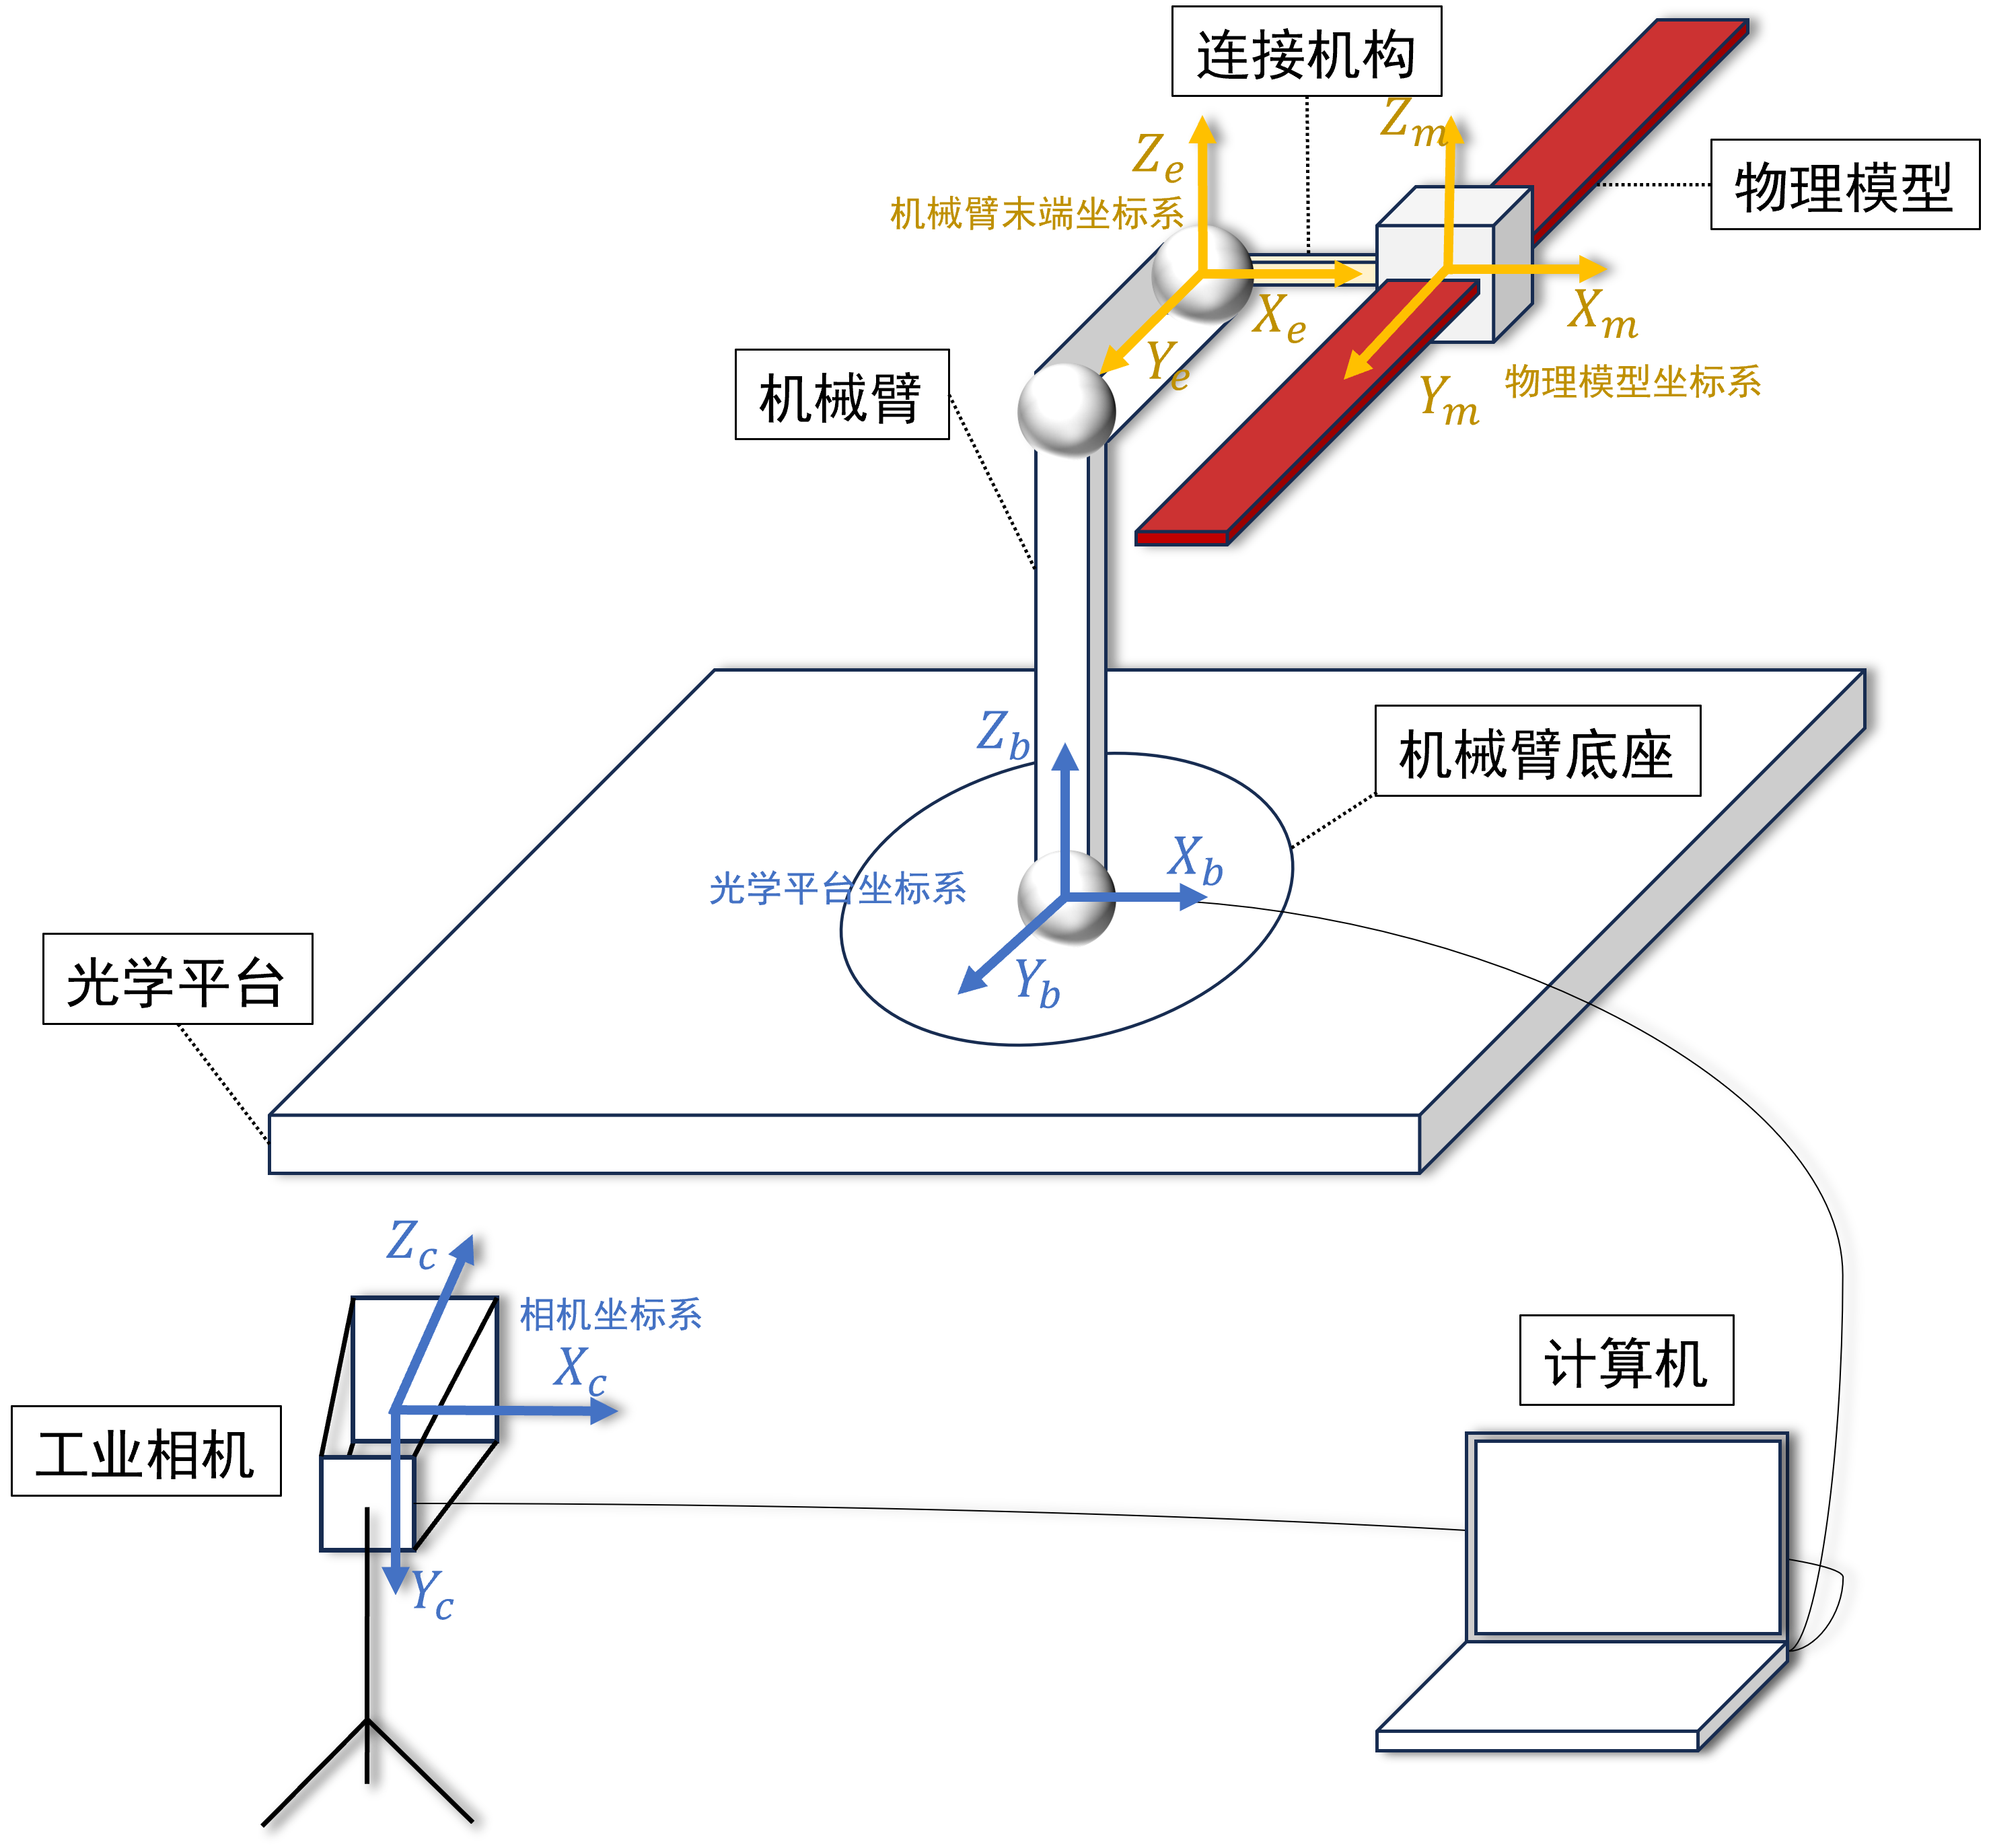 连接机构
Z_m
Z_e
物理模型
机械臂末端坐标系
X_e
X_m
Y_e
物理模型坐标系
Y_m
机械臂
Z_b
机械臂底座
X_b
光学平台坐标系
Y_b
光学平台
Z_c
相机坐标系
X_c
计算机
工业相机
Y_c